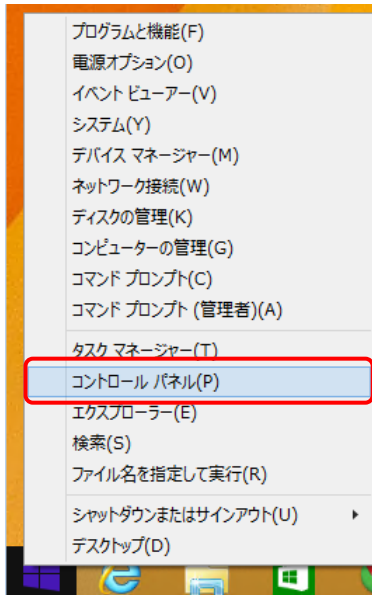 プログラムと機能(F)
電源オプション(O)
イベント ビューアー(V)
システム(Y)
デバイス マネージャー(M)
ネットワーク接続(W)
ディスクの管理(K)
コンピューターの管理(G)
コマンド プロンプト(C)
コマンド プロンプト (管理者)(A)
タスク マネージャー(T)
コントロール パネル(P)
エクスプローラー(E)
検索(S)
ファイル名を指定して実行(R)
シャットダウンまたはサインアウト(U)
デスクトップ(D)